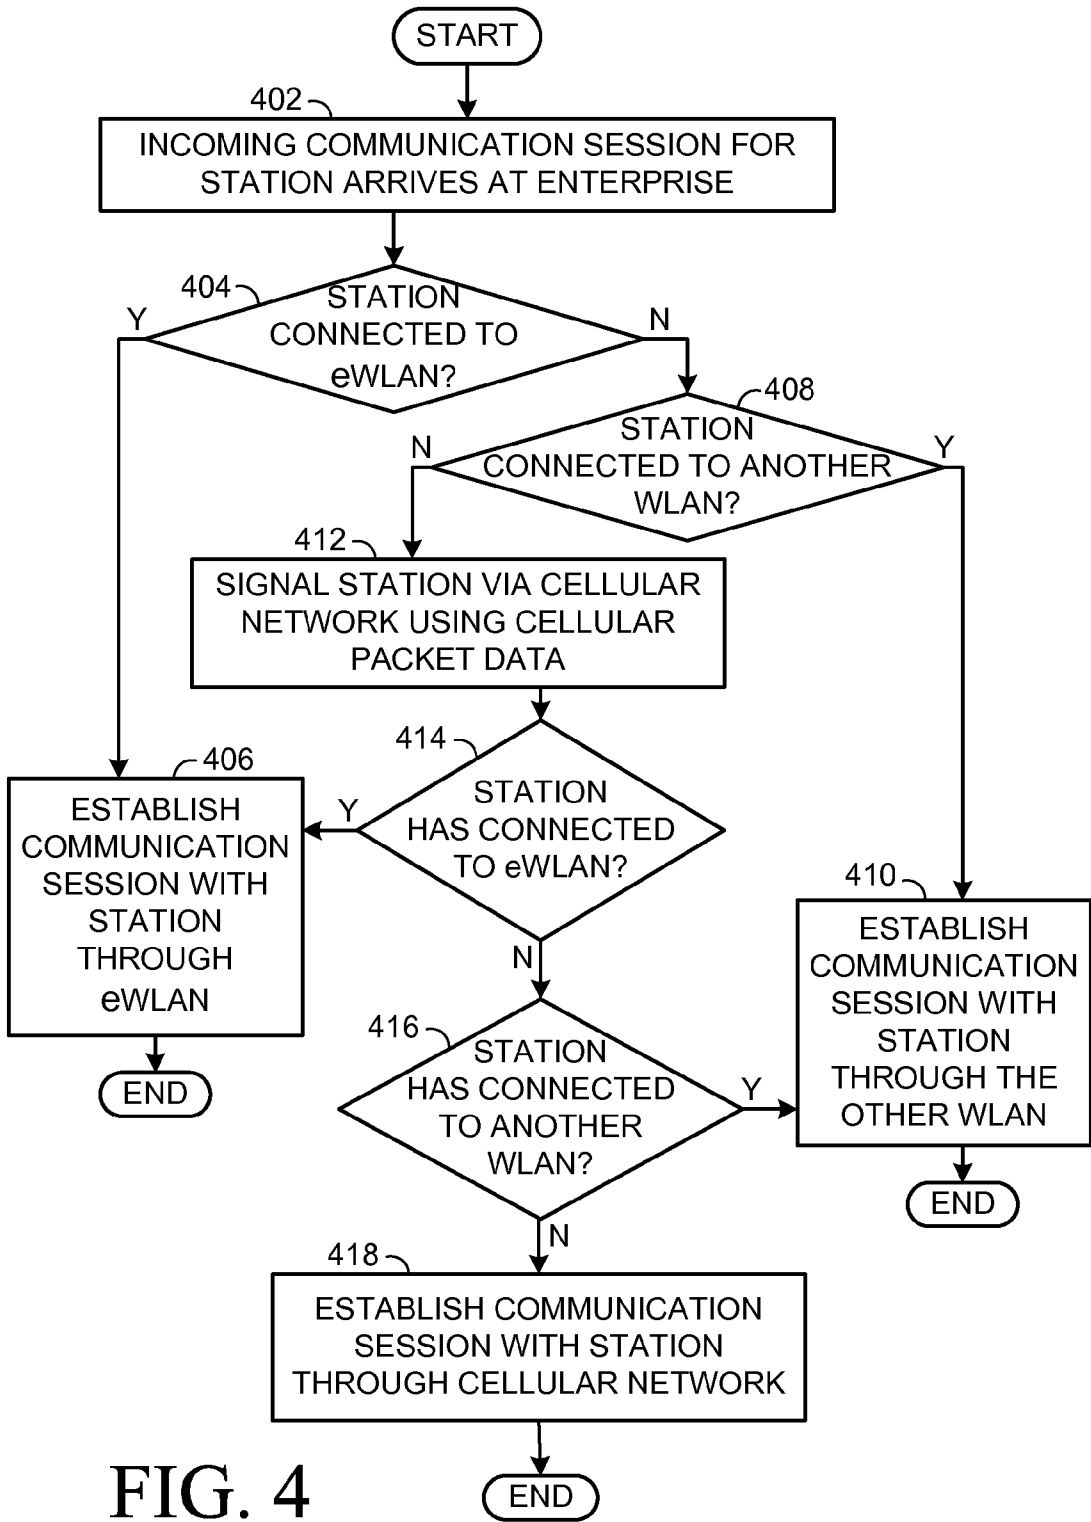 START
402
INCOMING COMMUNICATION SESSION FOR
STATION ARRIVES AT ENTERPRISE
404
STATION
CONNECTED TO
eWLAN?
Y
N
408
STATION
CONNECTED TO ANOTHER
WLAN?
N
Y
412
SIGNAL STATION VIA CELLULAR
NETWORK USING CELLULAR
PACKET DATA
414
STATION
HAS CONNECTED
TO eWLAN?
Y
N
406
ESTABLISH
COMMUNICATION
SESSION WITH
STATION
THROUGH
eWLAN
END
416
STATION
HAS CONNECTED
TO ANOTHER
WLAN?
Y
N
410
ESTABLISH
COMMUNICATION
SESSION WITH
STATION
THROUGH THE
OTHER WLAN
END
418
ESTABLISH COMMUNICATION
SESSION WITH STATION
THROUGH CELLULAR NETWORK
END
FIG. 4